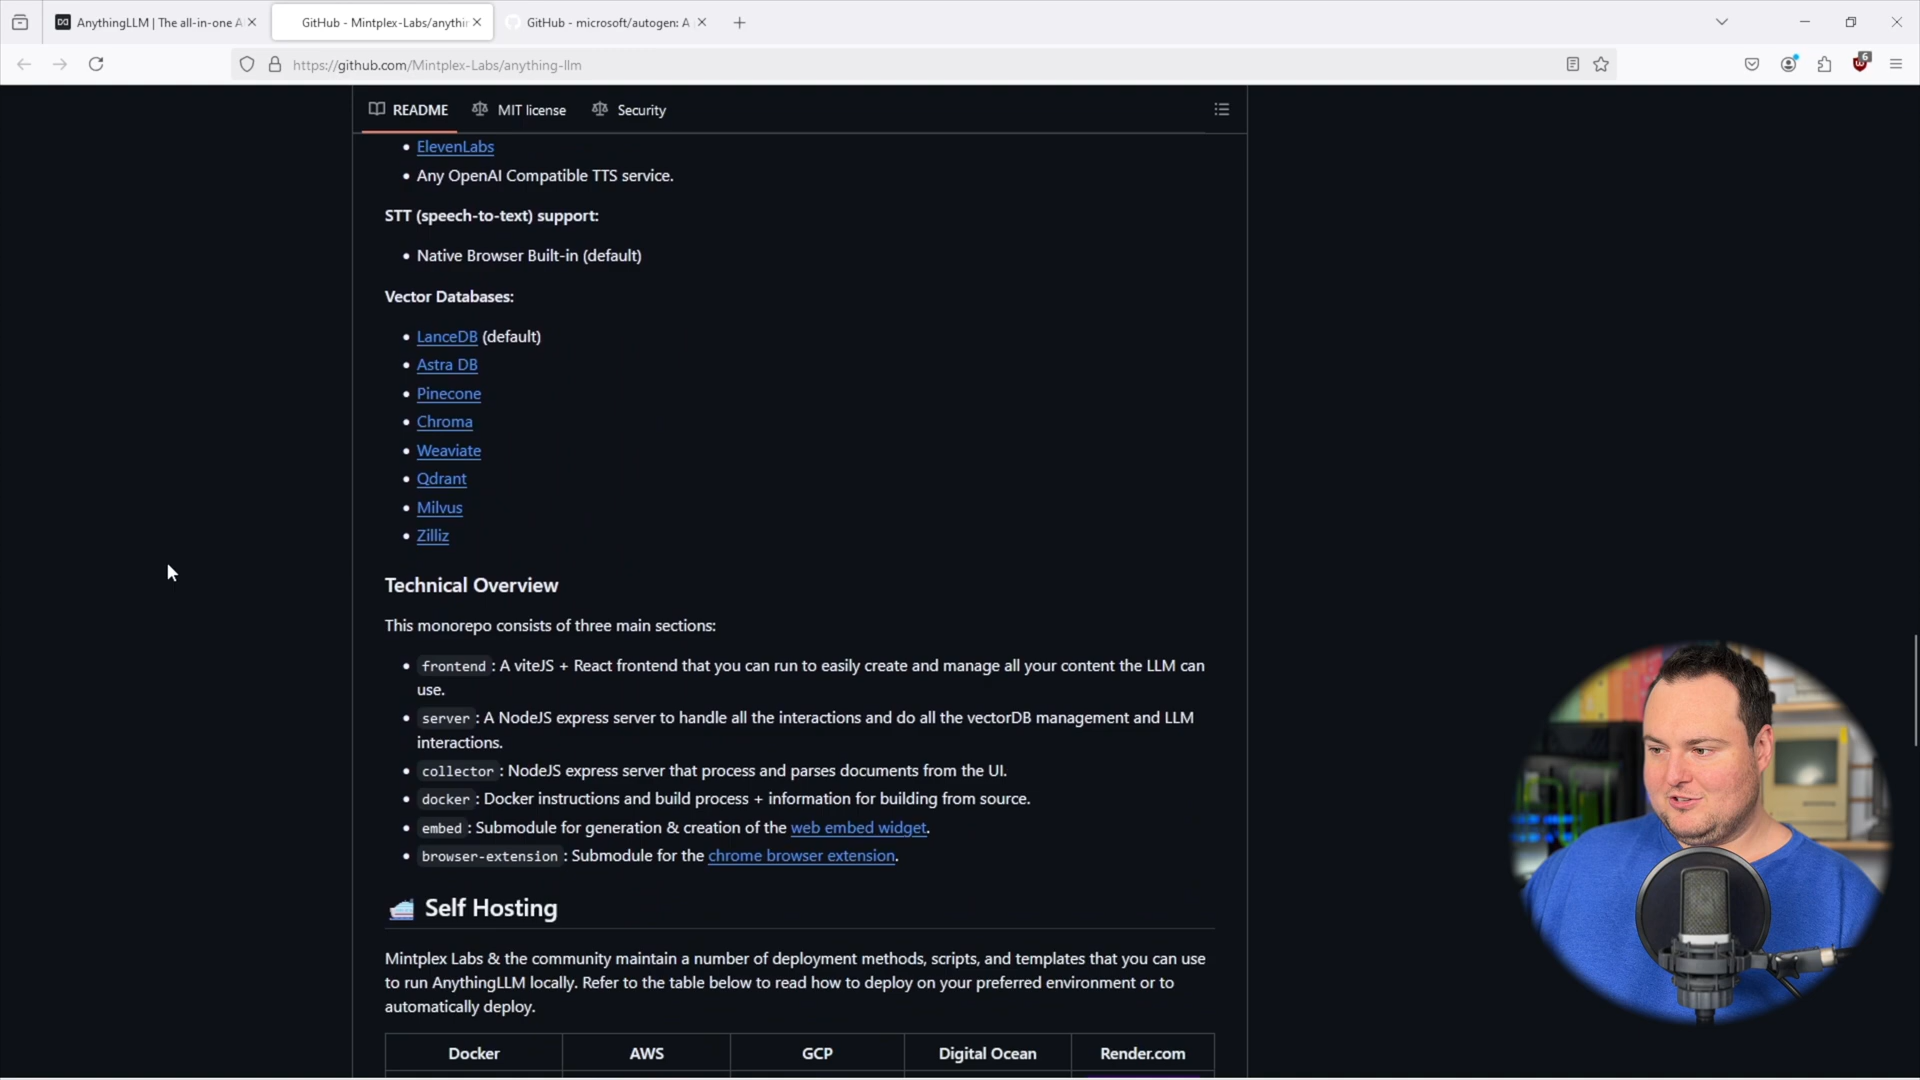 AnythingLLM | The all-in-one A
GitHub - Mintplex-Labs/anythin
GitHub - microsoft/autogen: A
https://github.com/Mintplex-Labs/anything-llm
6
README
MIT license
Security
• ElevenLabs
• Any OpenAI Compatible TTS service.
STT (speech-to-text) support:
• Native Browser Built-in (default)
Vector Databases:
• LanceDB (default)
• Astra DB
• Pinecone
• Chroma
• Weaviate
• Qdrant
• Milvus
• Zilliz
Technical Overview
This monorepo consists of three main sections:
• frontend : A viteJS + React frontend that you can run to easily create and manage all your content the LLM can
use.
• server : A NodeJS express server to handle all the interactions and do all the vectorDB management and LLM
interactions.
• collector : NodeJS express server that process and parses documents from the UI.
• docker : Docker instructions and build process + information for building from source.
• embed : Submodule for generation & creation of the web embed widget.
• browser-extension : Submodule for the chrome browser extension.
Self Hosting
Mintplex Labs & the community maintain a number of deployment methods, scripts, and templates that you can use
to run AnythingLLM locally. Refer to the table below to read how to deploy on your preferred environment or to
automatically deploy.
Docker AWS GCP Digital Ocean Render.com